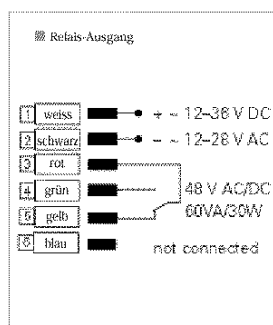 Relais-Ausgang
1 weiss + ~ 12-36 V DC
2 schwarz - ~ 12-28 V AC
3 rot
4 grün 48 V AC/DC
5 gelb 60VA/30W
6 blau not connected